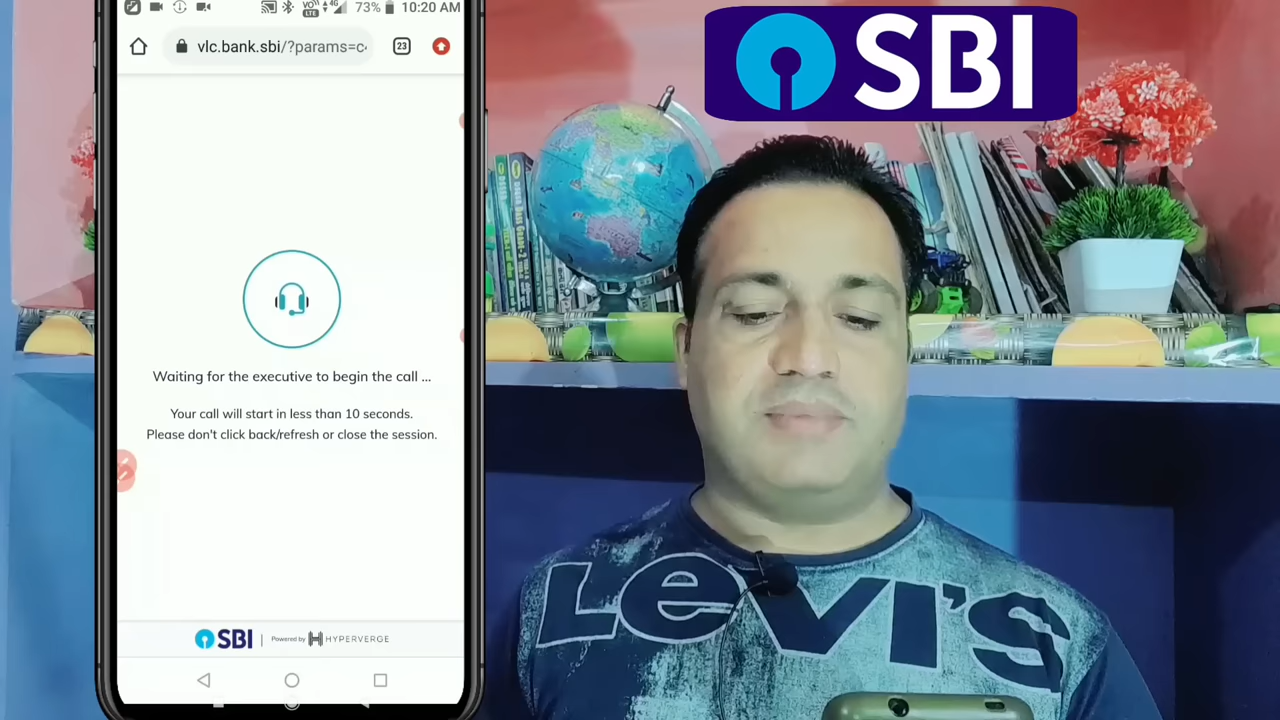 73% 10:20 AM
vlc.bank.sbi/?params=c
23
Waiting for the executive to begin the call ...
Your call will start in less than 10 seconds.
Please don't click back/refresh or close the session.
SBI | Powered by HYPERVERGE
SBI
LEVI'S